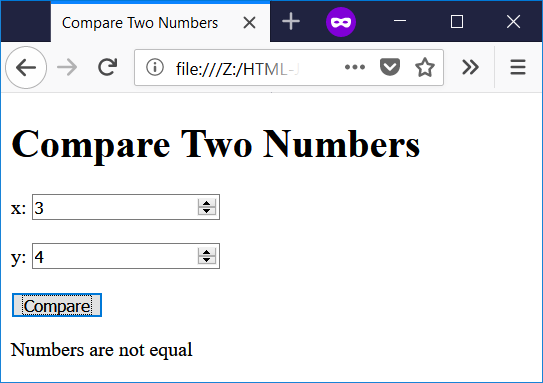 Compare Two Numbers
file:///Z:/HTML-
Compare Two Numbers
x: 3
y: 4
Compare
Numbers are not equal